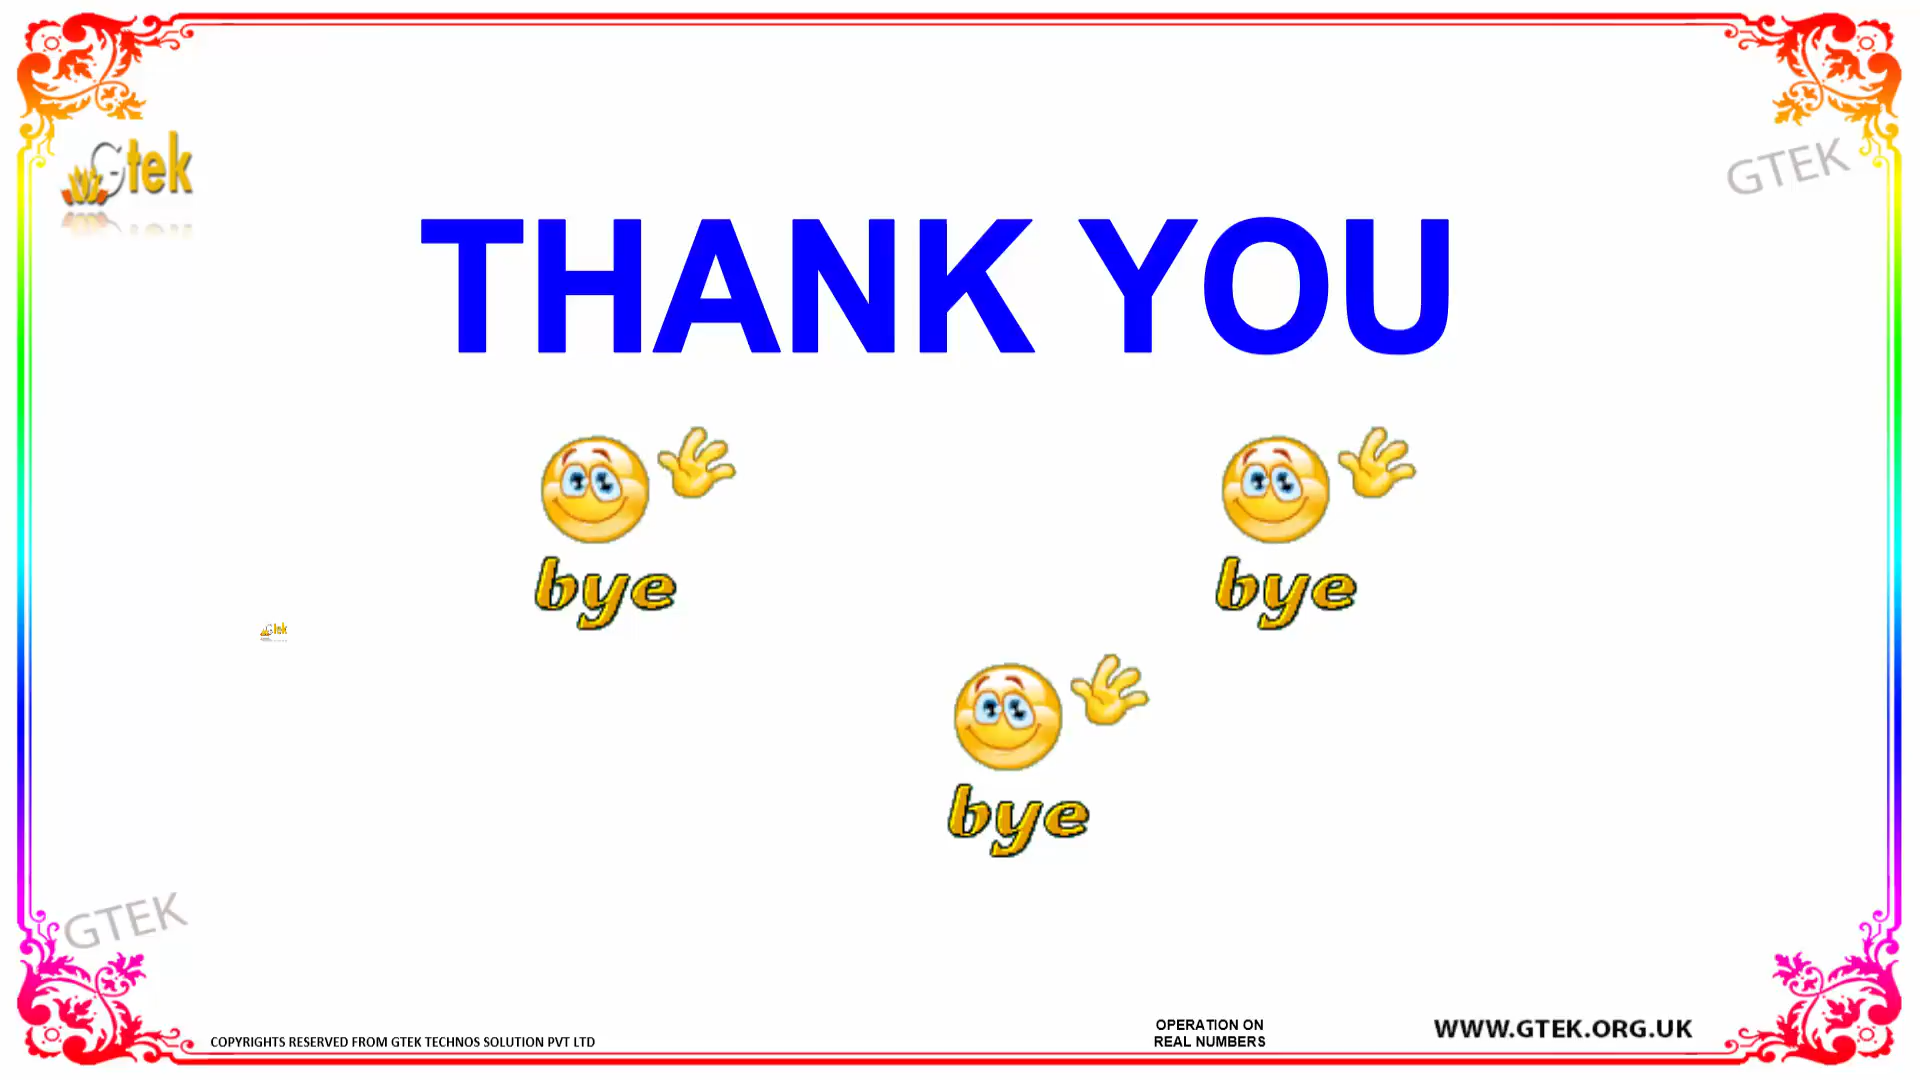 Gtek
GTEK
THANK YOU
bye
bye
Gtek
bye
GTEK
COPYRIGHTS RESERVED FROM GTEK TECHNOS SOLUTION PVT LTD
OPERATION ON
REAL NUMBERS
WWW.GTEK.ORG.UK